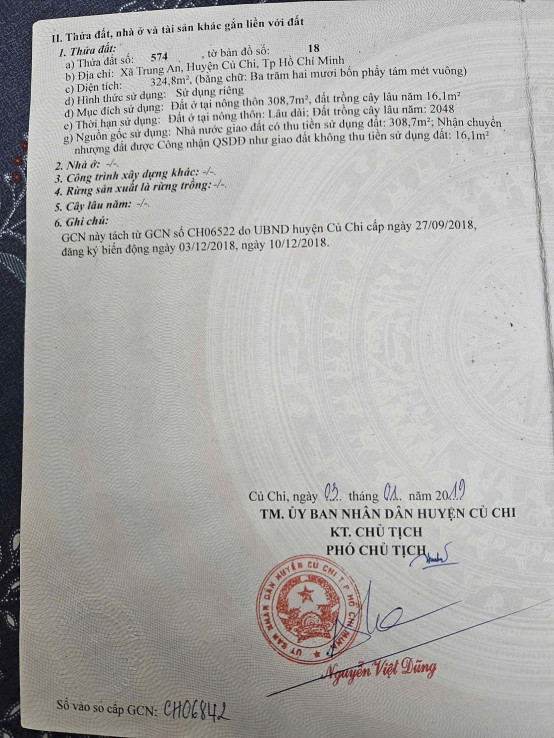 II. Thửa đất, nhà ở và tài sản khác gắn liền với đất
1. Thửa đất:
a) Thửa đất số: 574 , tờ bản đồ số: 18
b) Địa chỉ: Xã Trung An, Huyện Củ Chi, Tp Hồ Chí Minh
c) Diện tích: 324,8m², (bằng chữ: Ba trăm hai mươi bốn phẩy tám mét vuông)
d) Hình thức sử dụng: Sử dụng riêng
đ) Mục đích sử dụng: Đất ở tại nông thôn 308,7m², đất trồng cây lâu năm 16,1m²
e) Thời hạn sử dụng: Đất ở tại nông thôn: Lâu dài; Đất trồng cây lâu năm: 2048
g) Nguồn gốc sử dụng: Nhà nước giao đất có thu tiền sử dụng đất: 308,7m²; Nhận chuyển
nhượng đất được Công nhận QSDĐ như giao đất không thu tiền sử dụng đất: 16,1m²
2. Nhà ở: -/-.
3. Công trình xây dựng khác: -/-.
4. Rừng sản xuất là rừng trồng: -/-.
5. Cây lâu năm: -/-.
6. Ghi chú:
GCN này tách từ GCN số CH06522 do UBND huyện Củ Chi cấp ngày 27/09/2018,
đăng ký biến động ngày 03/12/2018, ngày 10/12/2018.
Củ Chi, ngày 03. tháng 01. năm 2019
TM. ỦY BAN NHÂN DÂN HUYỆN CỦ CHI
KT. CHỦ TỊCH
PHÓ CHỦ TỊCH
ỦY BAN NHÂN DÂN HUYỆN CỦ CHI T.P HỒ CHÍ MINH
Nguyễn Việt Dũng
Số vào sổ cấp GCN: CH06842